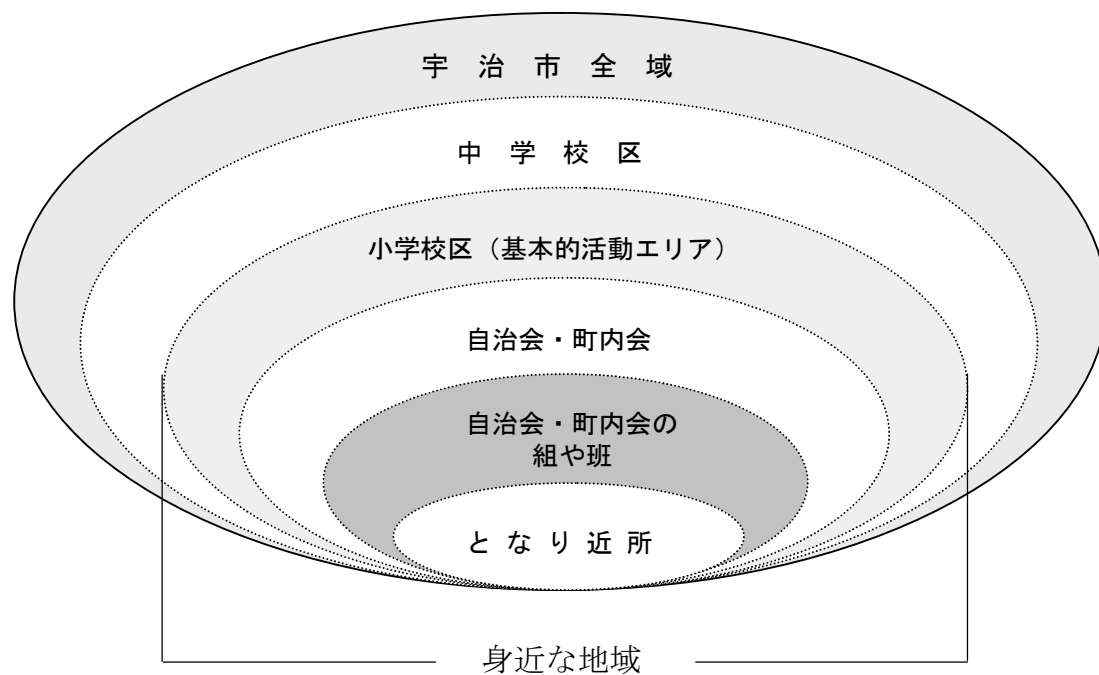 宇治市全域
中学校区
小学校区（基本的活動エリア）
自治会・町内会
自治会・町内会の
組や班
となり近所
身近な地域